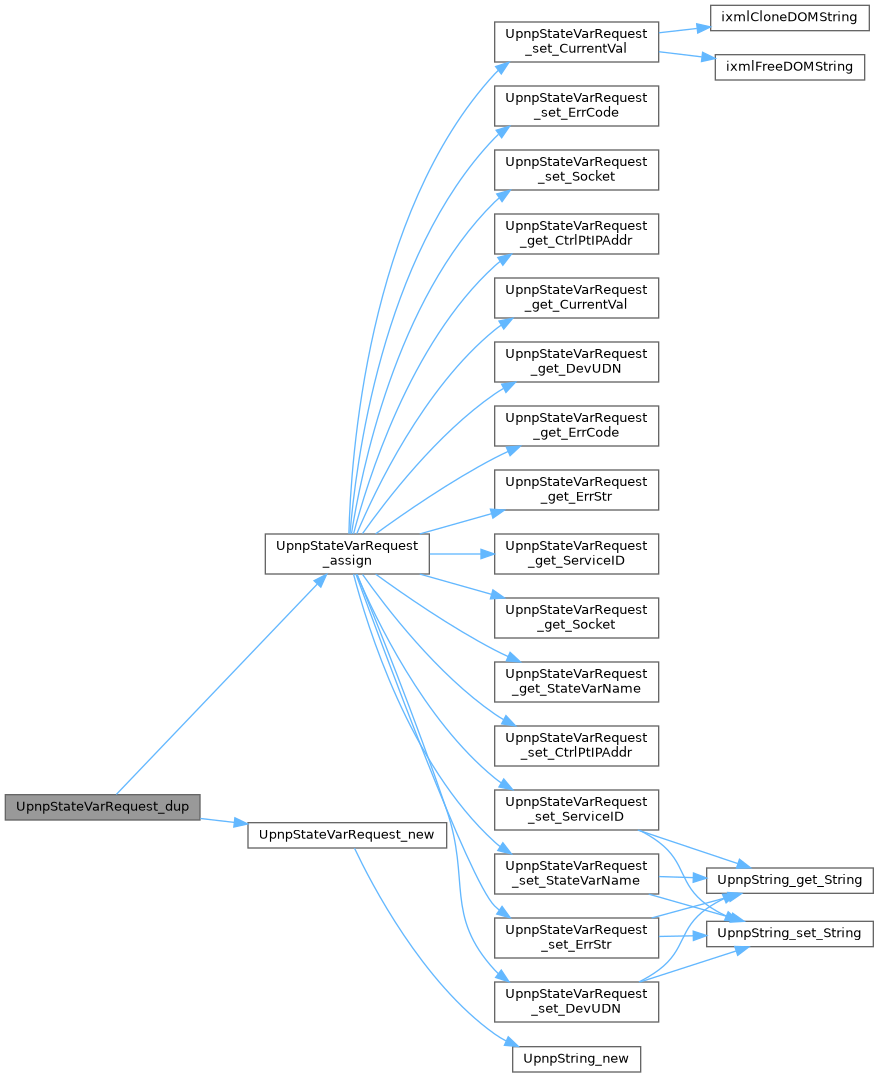 UpnpStateVarRequest_dup
UpnpStateVarRequest
_assign
UpnpStateVarRequest_new
UpnpStateVarRequest
_set_CurrentVal
UpnpStateVarRequest
_set_ErrCode
UpnpStateVarRequest
_set_Socket
UpnpStateVarRequest
_get_CtrlPtIPAddr
UpnpStateVarRequest
_get_CurrentVal
UpnpStateVarRequest
_get_DevUDN
UpnpStateVarRequest
_get_ErrCode
UpnpStateVarRequest
_get_ErrStr
UpnpStateVarRequest
_get_ServiceID
UpnpStateVarRequest
_get_Socket
UpnpStateVarRequest
_get_StateVarName
UpnpStateVarRequest
_set_CtrlPtIPAddr
UpnpStateVarRequest
_set_ServiceID
UpnpStateVarRequest
_set_StateVarName
UpnpStateVarRequest
_set_ErrStr
UpnpStateVarRequest
_set_DevUDN
UpnpString_new
ixmlCloneDOMString
ixmlFreeDOMString
UpnpString_get_String
UpnpString_set_String